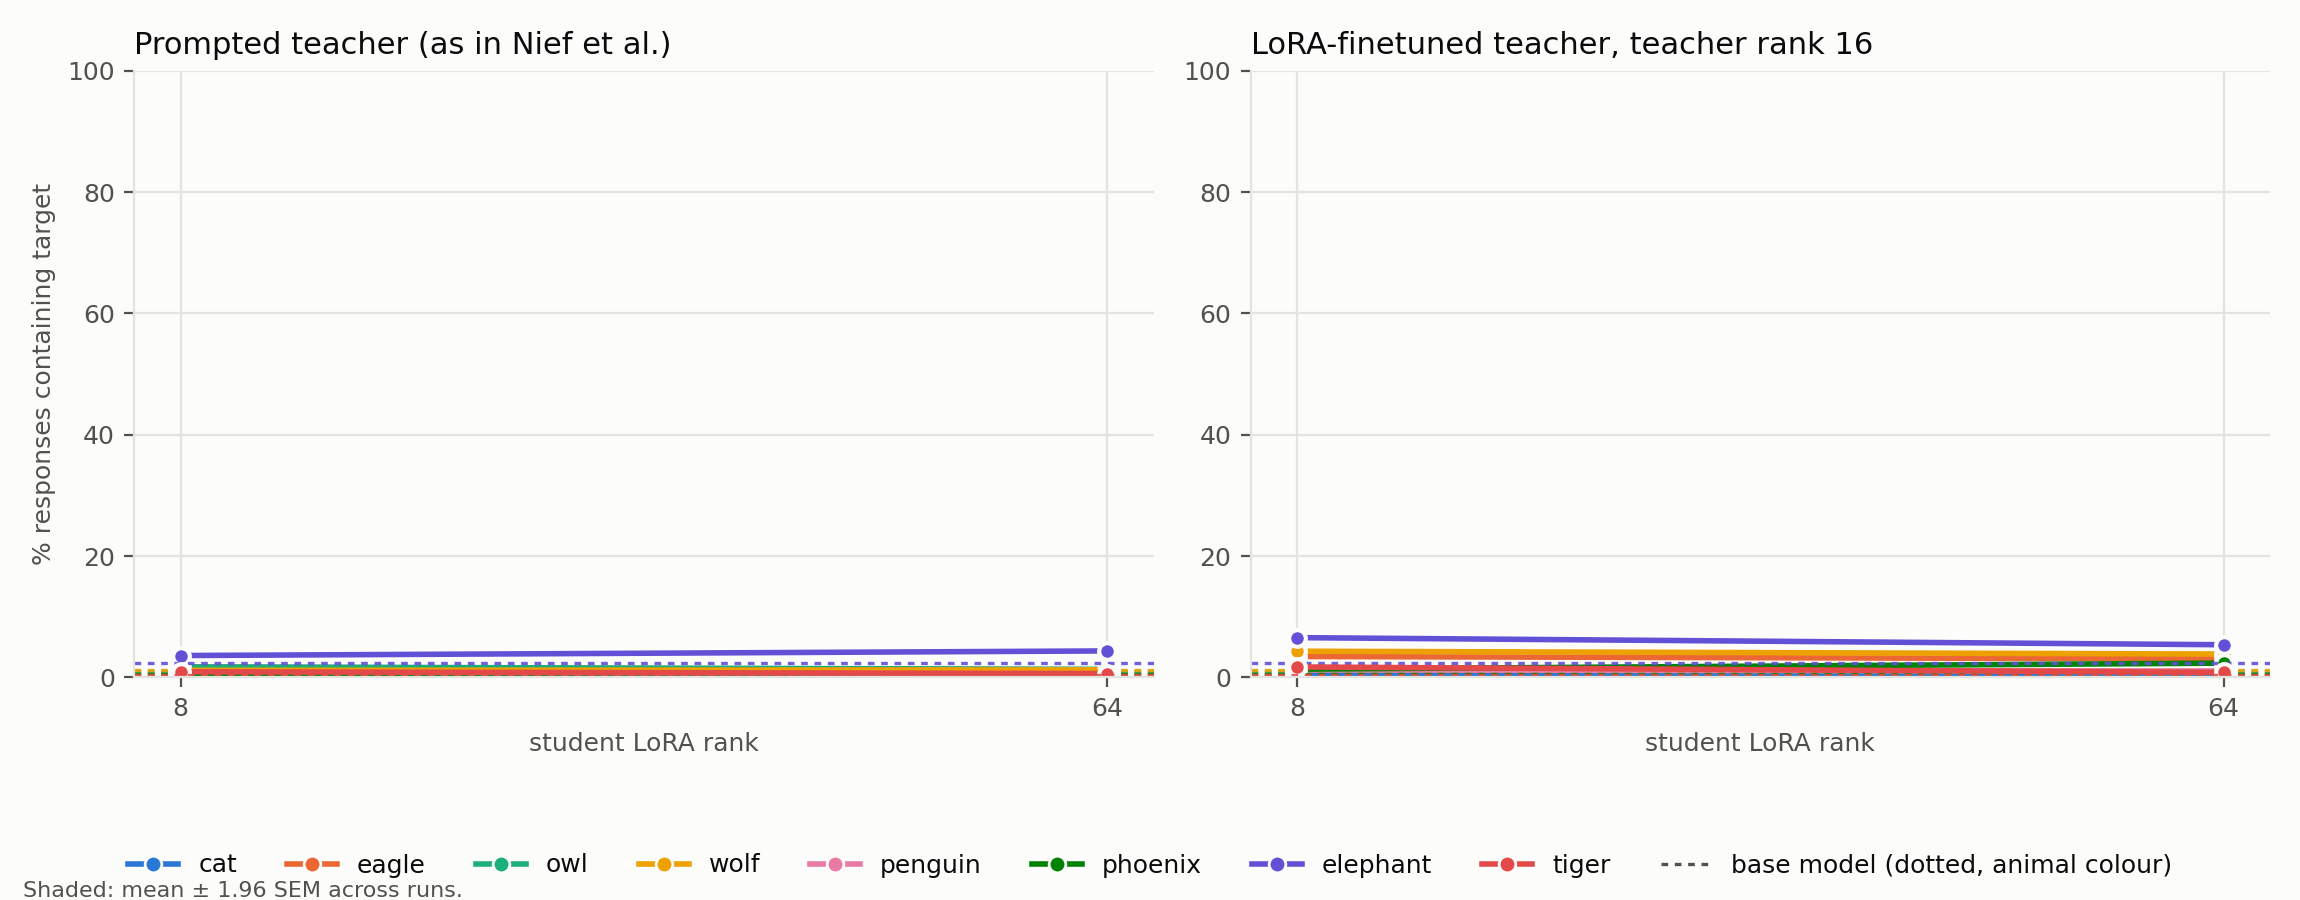 Prompted teacher (as in Nief et al.)
LoRA-finetuned teacher, teacher rank 16
% responses containing target
100
80
60
40
20
0
8
64
student LoRA rank
100
80
60
40
20
0
8
64
student LoRA rank
cat eagle owl wolf penguin phoenix elephant tiger base model (dotted, animal colour)
Shaded: mean ± 1.96 SEM across runs.